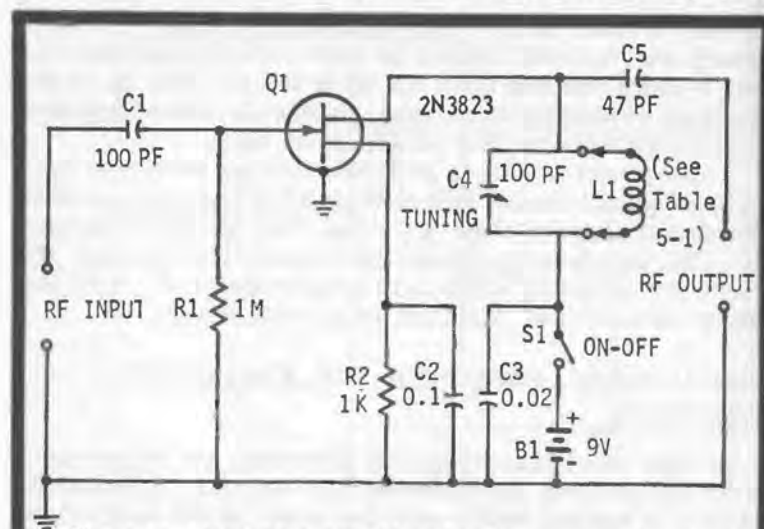 Q1
C5
C1
2N3823
47 PF
100 PF
C4
100 PF
L1
(See
Table
5-1)
TUNING
RF INPUT
R1
1M
RF OUTPUT
S1
ON-OFF
R2
1K
C2
0.1
C3
0.02
+
B1
9V
-